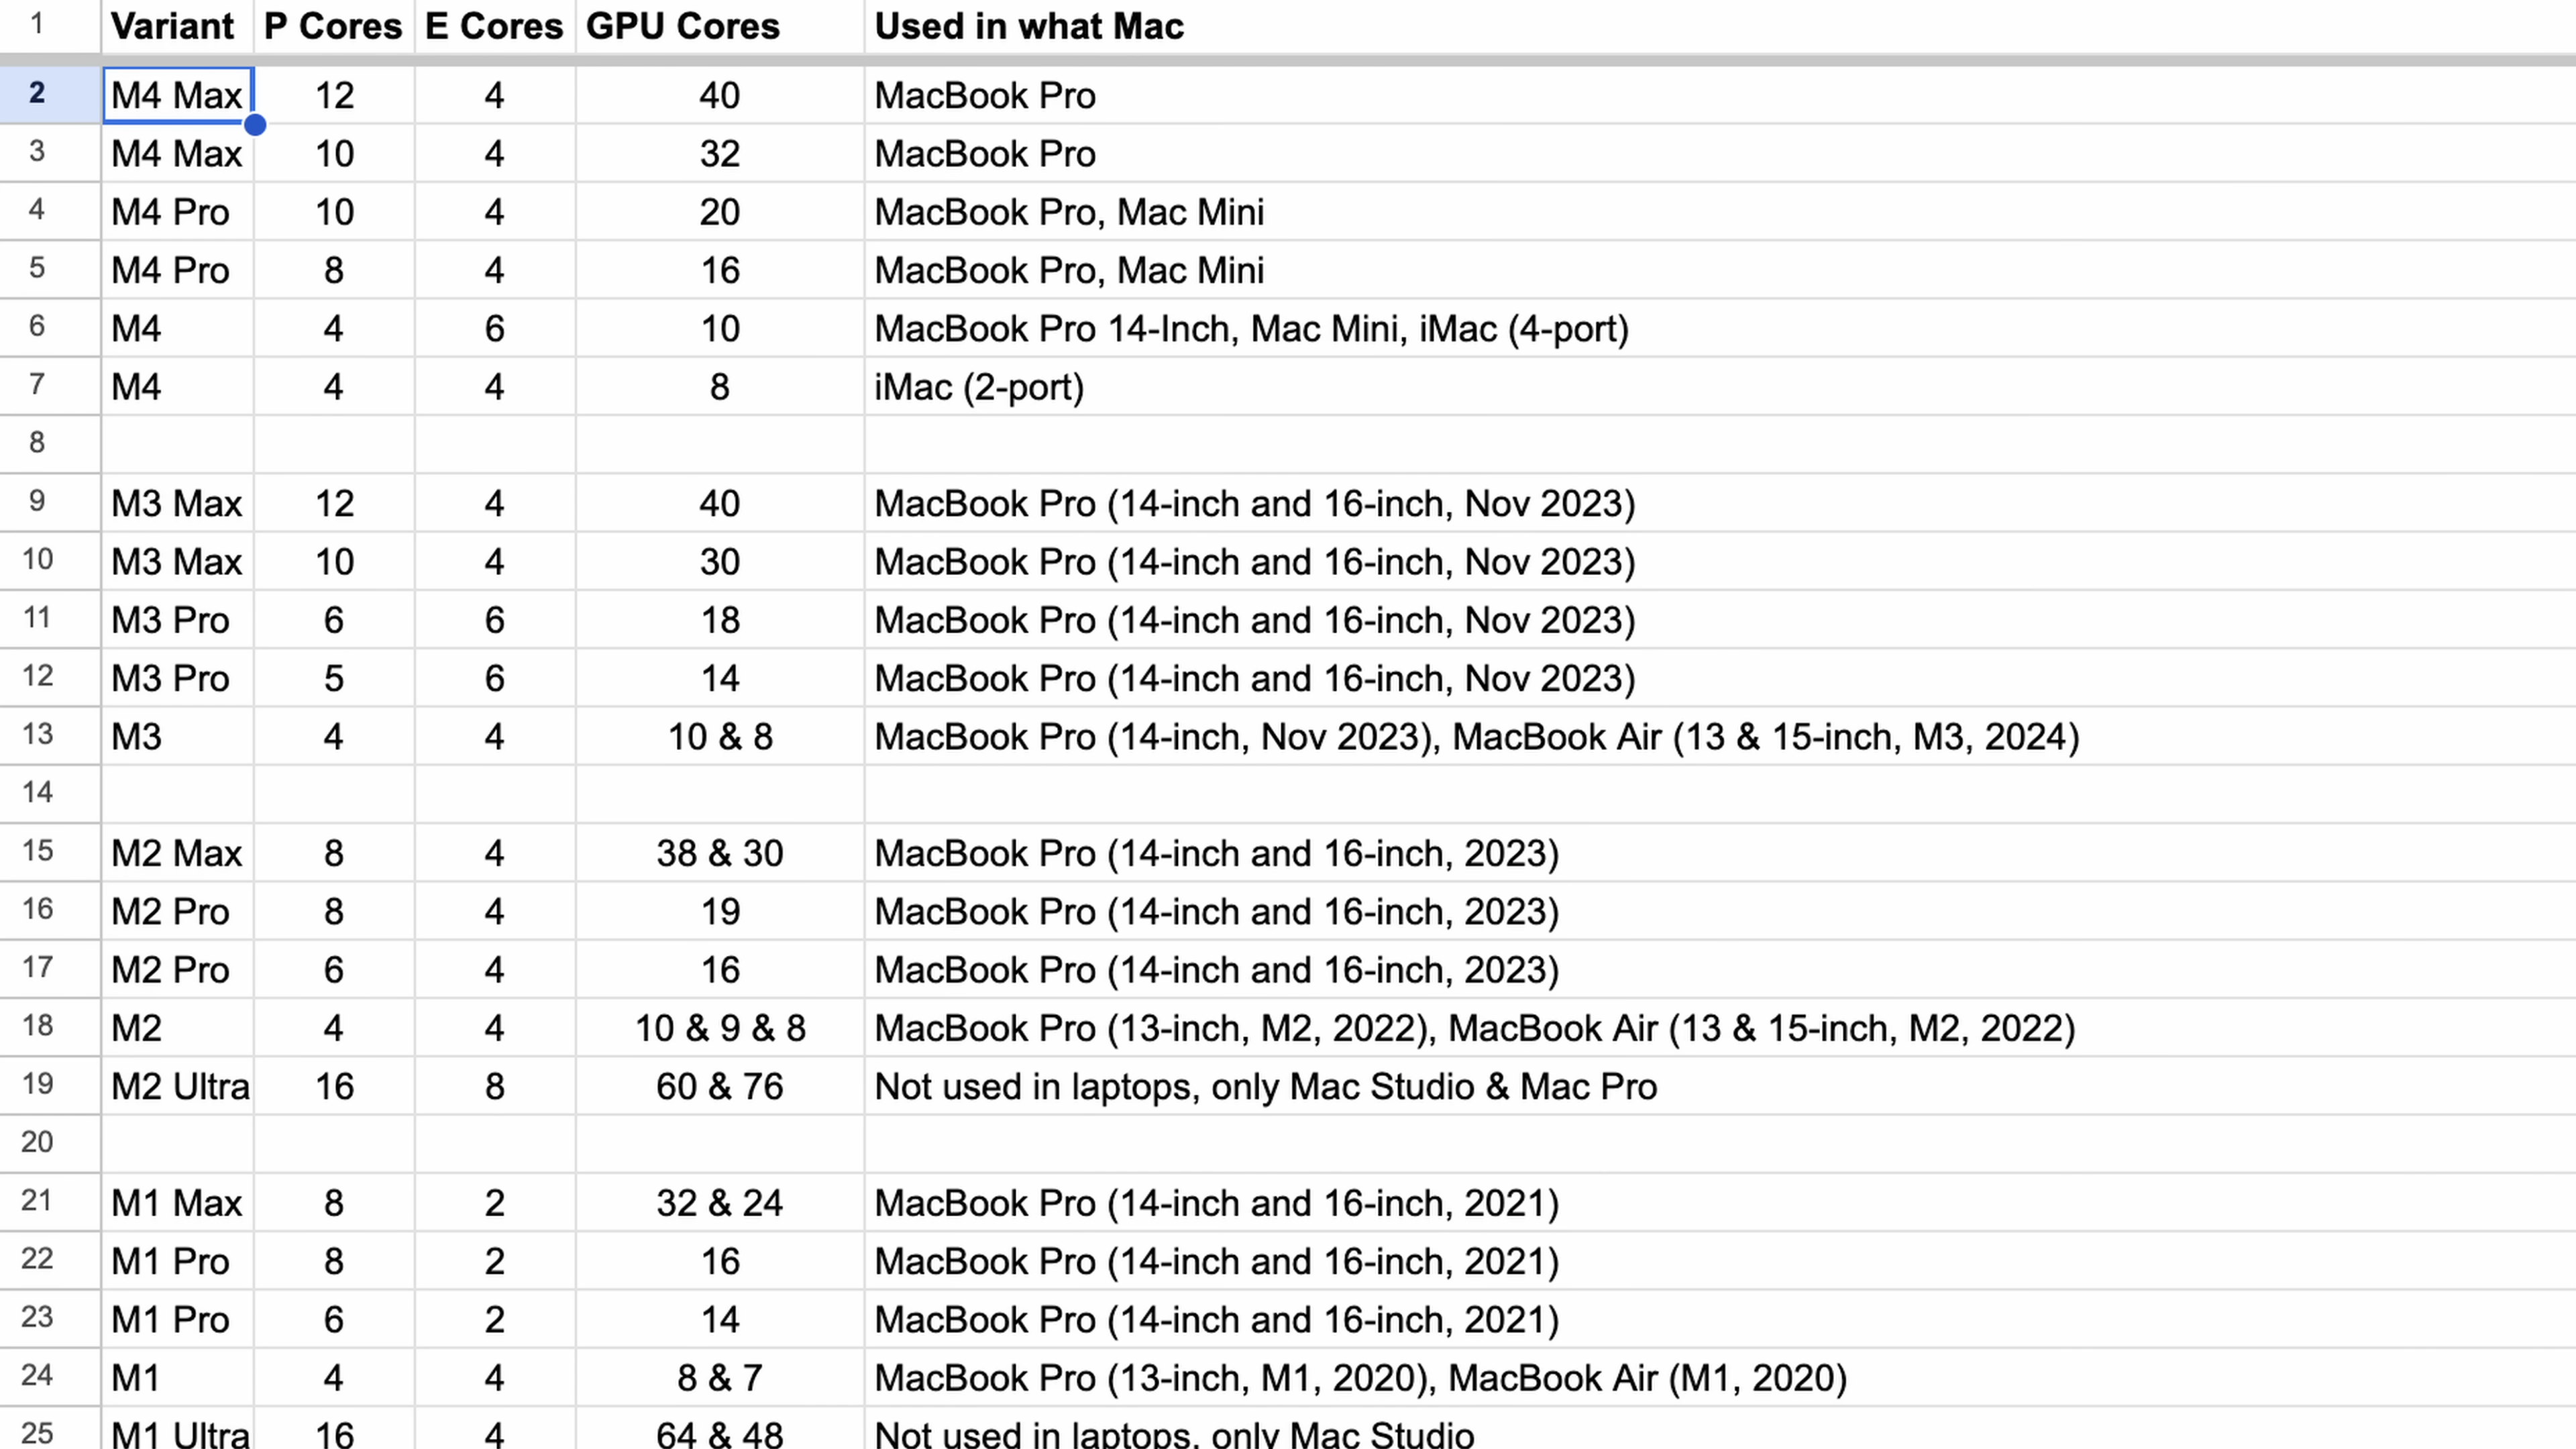 1 Variant P Cores E Cores GPU Cores Used in what Mac
2 M4 Max 12 4 40 MacBook Pro
3 M4 Max 10 4 32 MacBook Pro
4 M4 Pro 10 4 20 MacBook Pro, Mac Mini
5 M4 Pro 8 4 16 MacBook Pro, Mac Mini
6 M4 4 6 10 MacBook Pro 14-Inch, Mac Mini, iMac (4-port)
7 M4 4 4 8 iMac (2-port)
8
9 M3 Max 12 4 40 MacBook Pro (14-inch and 16-inch, Nov 2023)
10 M3 Max 10 4 30 MacBook Pro (14-inch and 16-inch, Nov 2023)
11 M3 Pro 6 6 18 MacBook Pro (14-inch and 16-inch, Nov 2023)
12 M3 Pro 5 6 14 MacBook Pro (14-inch and 16-inch, Nov 2023)
13 M3 4 4 10 & 8 MacBook Pro (14-inch, Nov 2023), MacBook Air (13 & 15-inch, M3, 2024)
14
15 M2 Max 8 4 38 & 30 MacBook Pro (14-inch and 16-inch, 2023)
16 M2 Pro 8 4 19 MacBook Pro (14-inch and 16-inch, 2023)
17 M2 Pro 6 4 16 MacBook Pro (14-inch and 16-inch, 2023)
18 M2 4 4 10 & 9 & 8 MacBook Pro (13-inch, M2, 2022), MacBook Air (13 & 15-inch, M2, 2022)
19 M2 Ultra 16 8 60 & 76 Not used in laptops, only Mac Studio & Mac Pro
20
21 M1 Max 8 2 32 & 24 MacBook Pro (14-inch and 16-inch, 2021)
22 M1 Pro 8 2 16 MacBook Pro (14-inch and 16-inch, 2021)
23 M1 Pro 6 2 14 MacBook Pro (14-inch and 16-inch, 2021)
24 M1 4 4 8 & 7 MacBook Pro (13-inch, M1, 2020), MacBook Air (M1, 2020)
25 M1 Ultra 16 4 64 & 48 Not used in laptops, only Mac Studio